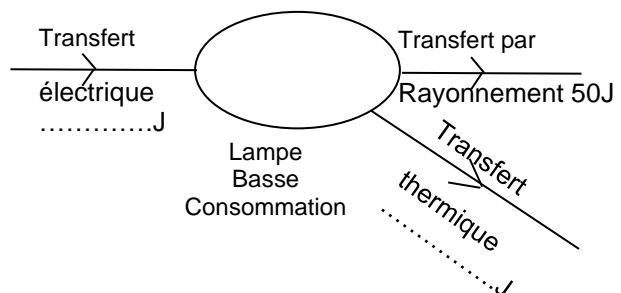 Transfert
électrique
………….J
Lampe
Basse
Consommation
Transfert par
Rayonnement 50J
Transfert
thermique
………………J